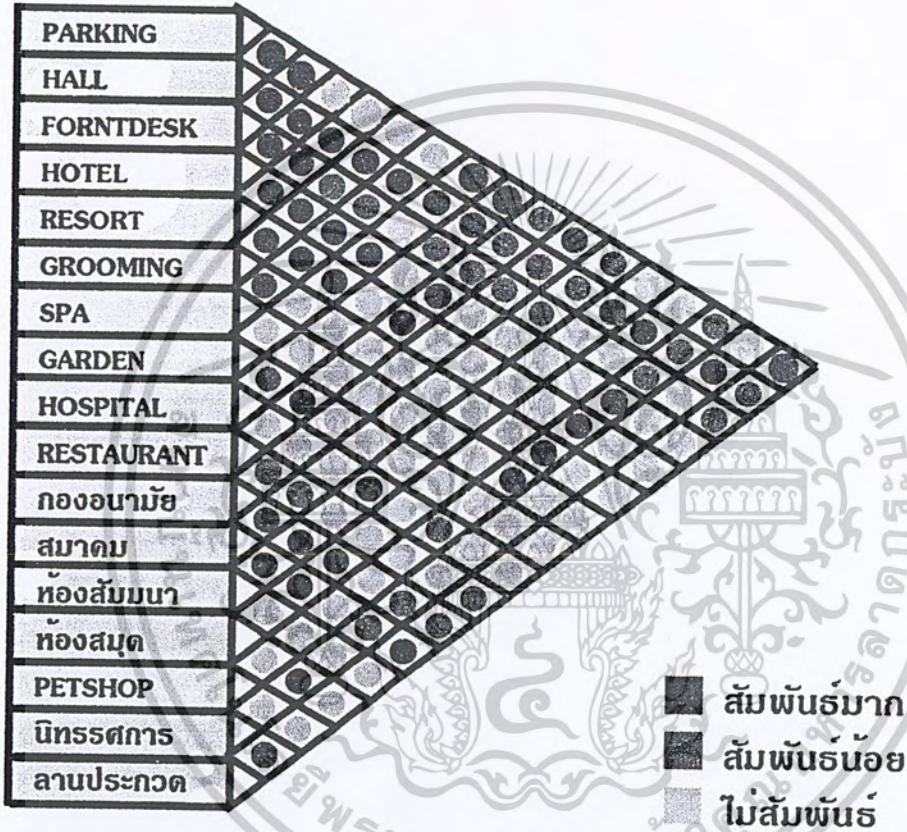 PARKING
HALL
FORNTDESK
HOTEL
RESORT
GROOMING
SPA
GARDEN
HOSPITAL
RESTAURANT
กองอนามัย
สมาคม
ห้องสัมมนา
ห้องสมุด
PETSHOP
นิทรรศการ
ลานประกวด
สัมพันธ์มาก
สัมพันธ์น้อย
ไม่สัมพันธ์